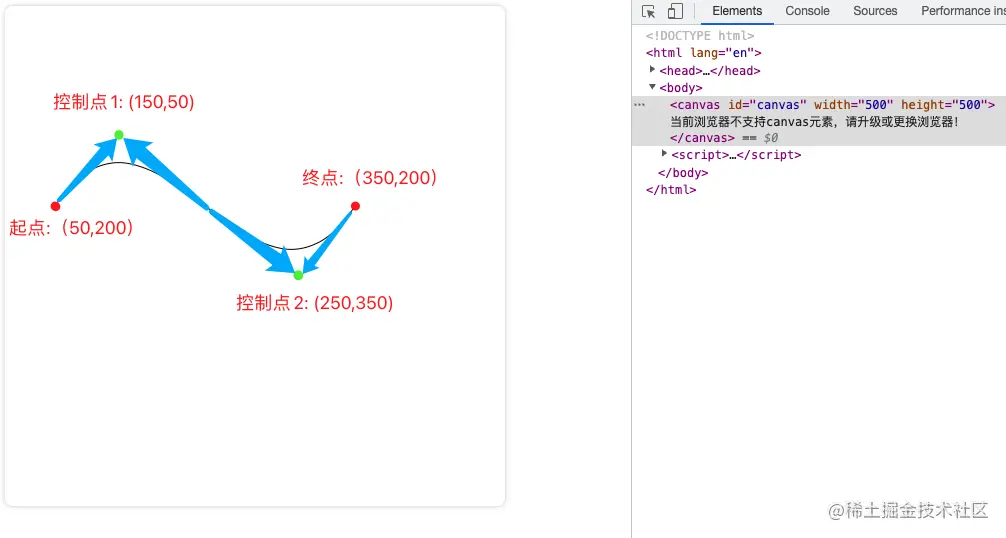 控制点1: (150,50)
终点:（350,200）
起点:（50,200）
控制点2: (250,350)
Elements Console Sources Performance ins
<!DOCTYPE html>
<html lang="en">
<head>…</head>
<body>
<canvas id="canvas" width="500" height="500">
当前浏览器不支持canvas元素，请升级或更换浏览器!
</canvas> == $0
<script>…</script>
</body>
</html>
@稀土掘金技术社区